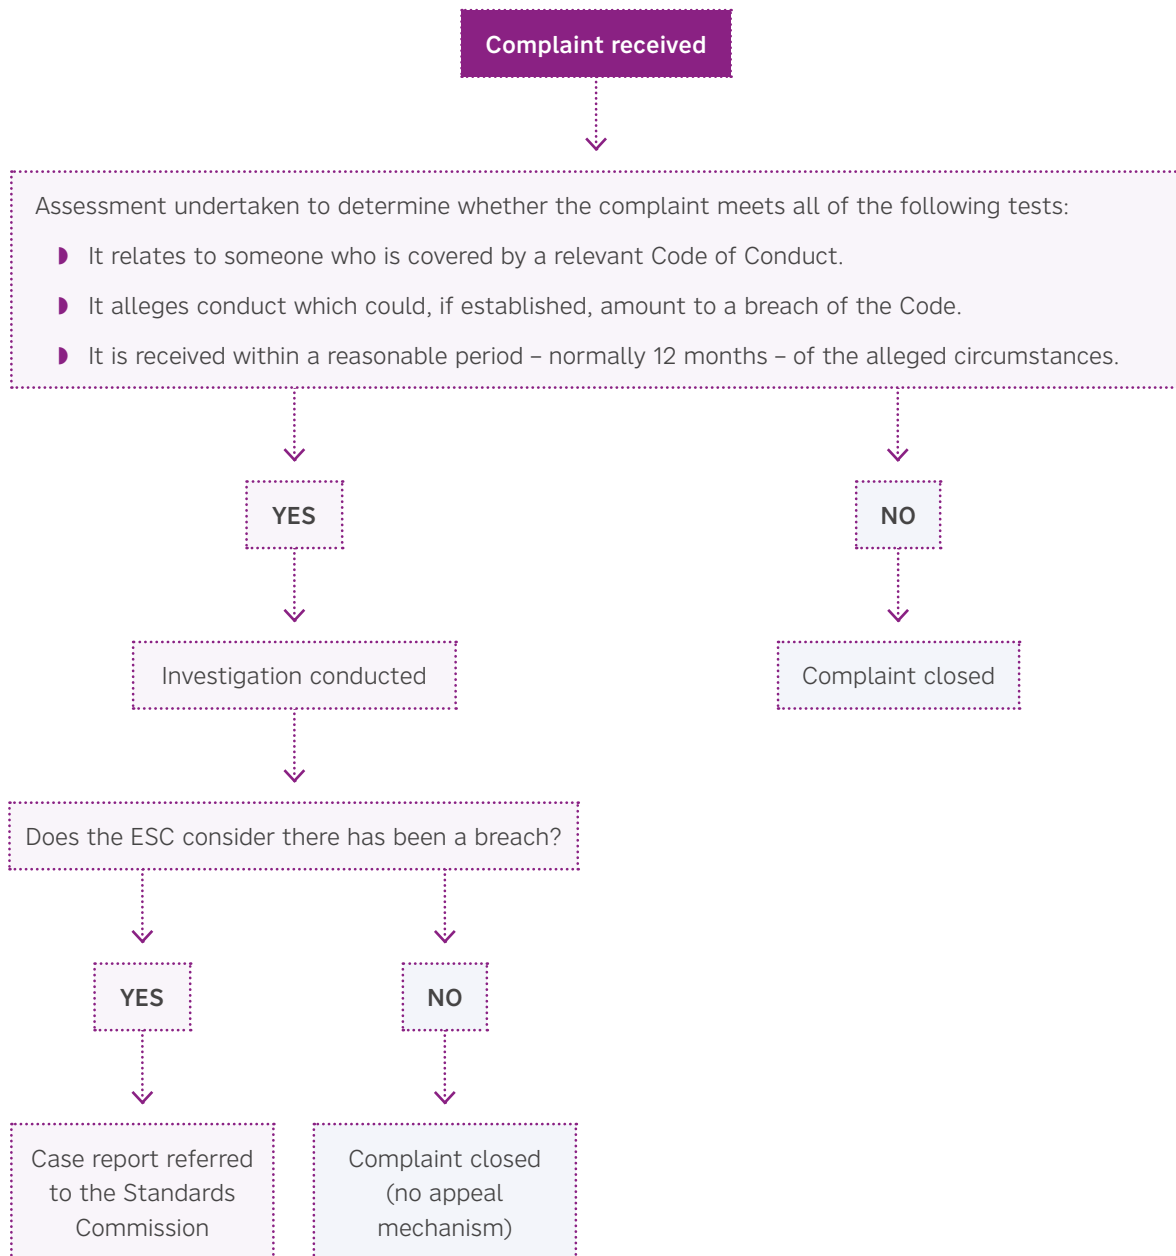 Complaint received
Assessment undertaken to determine whether the complaint meets all of the following tests:
It relates to someone who is covered by a relevant Code of Conduct.
It alleges conduct which could, if established, amount to a breach of the Code.
It is received within a reasonable period – normally 12 months – of the alleged circumstances.
YES
NO
Investigation conducted
Complaint closed
Does the ESC consider there has been a breach?
YES
NO
Case report referred
to the Standards
Commission
Complaint closed
(no appeal
mechanism)